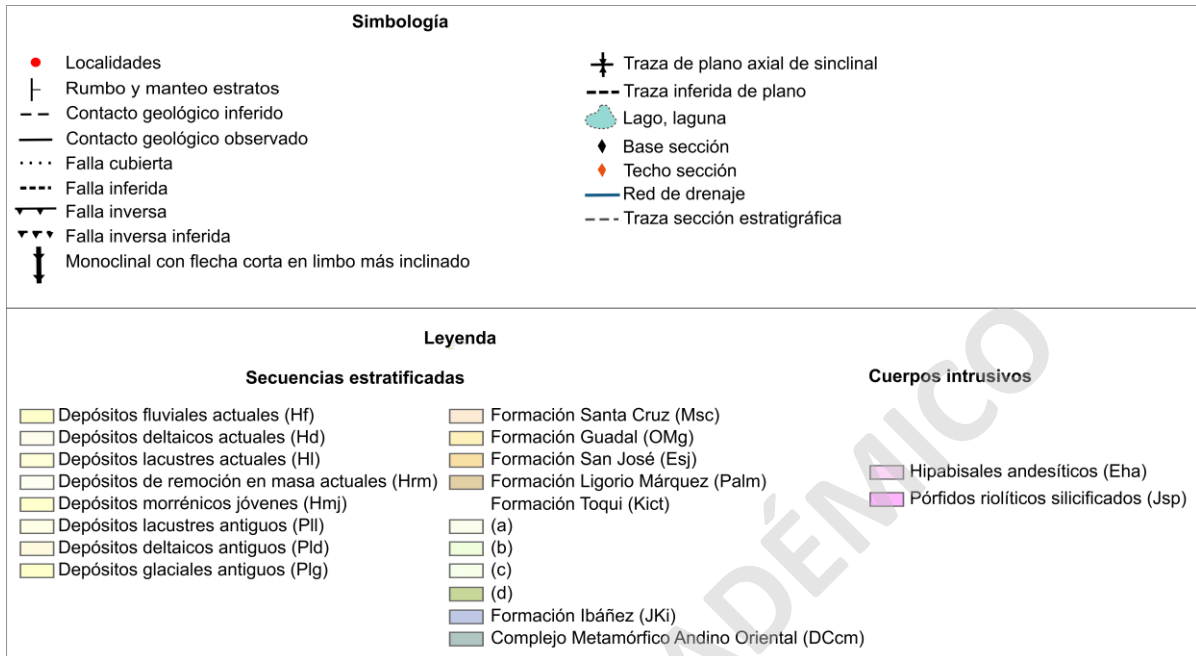 Simbología
Localidades
Rumbo y manteo estratos
Contacto geológico inferido
Contacto geológico observado
Falla cubierta
Falla inferida
Falla inversa
Falla inversa inferida
Monoclinal con flecha corta en limbo más inclinado
Traza de plano axial de sinclinal
Traza inferida de plano
Lago, laguna
Base sección
Techo sección
Red de drenaje
Traza sección estratigráfica
Leyenda
Secuencias estratificadas
Depósitos fluviales actuales (Hf)
Depósitos deltaicos actuales (Hd)
Depósitos lacustres actuales (Hl)
Depósitos de remoción en masa actuales (Hrm)
Depósitos morrénicos jóvenes (Hmj)
Depósitos lacustres antiguos (Pll)
Depósitos deltaicos antiguos (Pld)
Depósitos glaciales antiguos (Plg)
Formación Santa Cruz (Msc)
Formación Guadal (OMg)
Formación San José (Esj)
Formación Ligorio Márquez (Palm)
Formación Toqui (Kict)
(a)
(b)
(c)
(d)
Formación Ibáñez (JKi)
Complejo Metamórfico Andino Oriental (DCcm)
Cuerpos intrusivos
Hipabisales andesíticos (Eha)
Pórfidos riolíticos silicificados (Jsp)
ADÉMICO